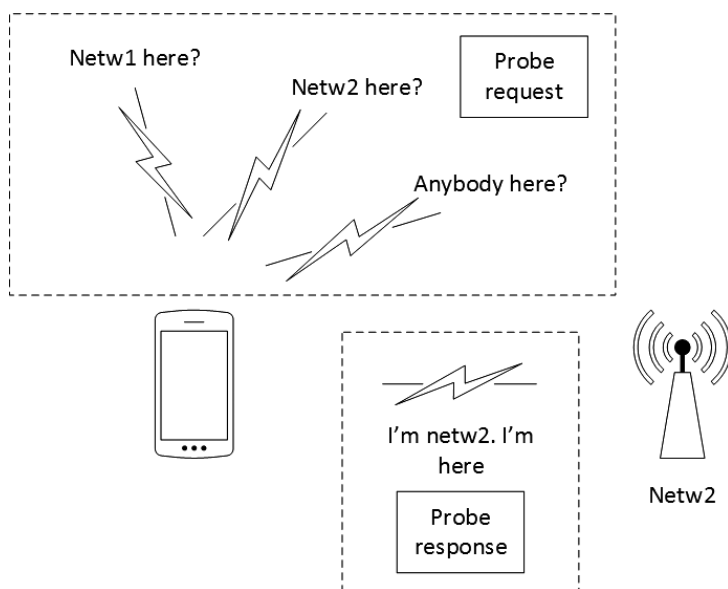 Netw1 here?
Netw2 here?
Probe
request
Anybody here?
I'm netw2. I'm
here
Probe
response
Netw2